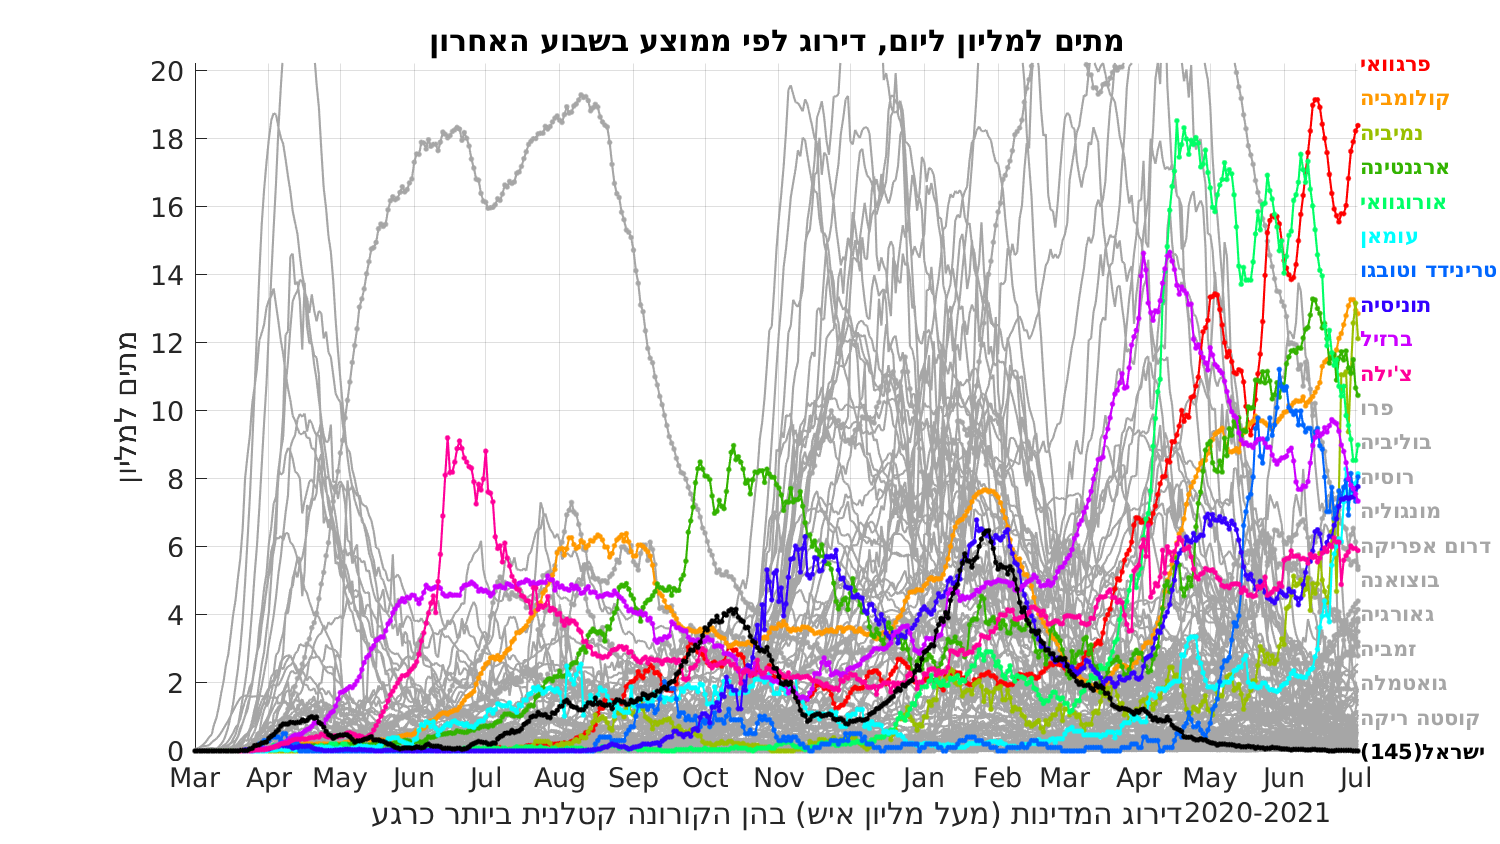 מתים למליון ליום, דירוג לפי ממוצע בשבוע האחרון
מתים למליון
20
18
16
14
12
10
8
6
4
2
0
Mar Apr May Jun Jul Aug Sep Oct Nov Dec Jan Feb Mar Apr May Jun Jul
דירוג המדינות (מעל מליון איש) בהן הקורונה קטלנית ביותר כרגע2020-2021
פרגוואי
קולומביה
נמיביה
ארגנטינה
אורוגוואי
עומאן
טרינידד וטובגו
תוניסיה
ברזיל
צ'ילה
פרו
בוליביה
רוסיה
מונגוליה
דרום אפריקה
בוצואנה
גאורגיה
זמביה
גואטמלה
קוסטה ריקה
ישראל(145)